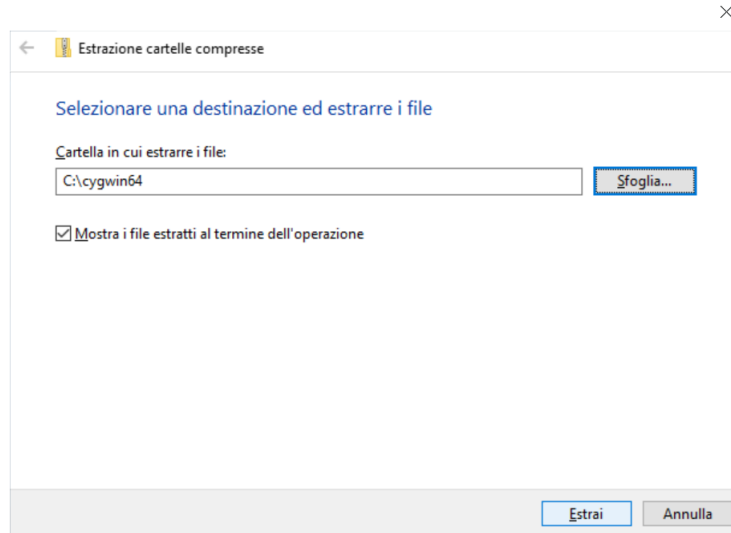 Estrazione cartelle compresse
Selezionare una destinazione ed estrarre i file
Cartella in cui estrarre i file:
C:\cygwin64
Sfoglia...
Mostra i file estratti al termine dell'operazione
Estrai
Annulla